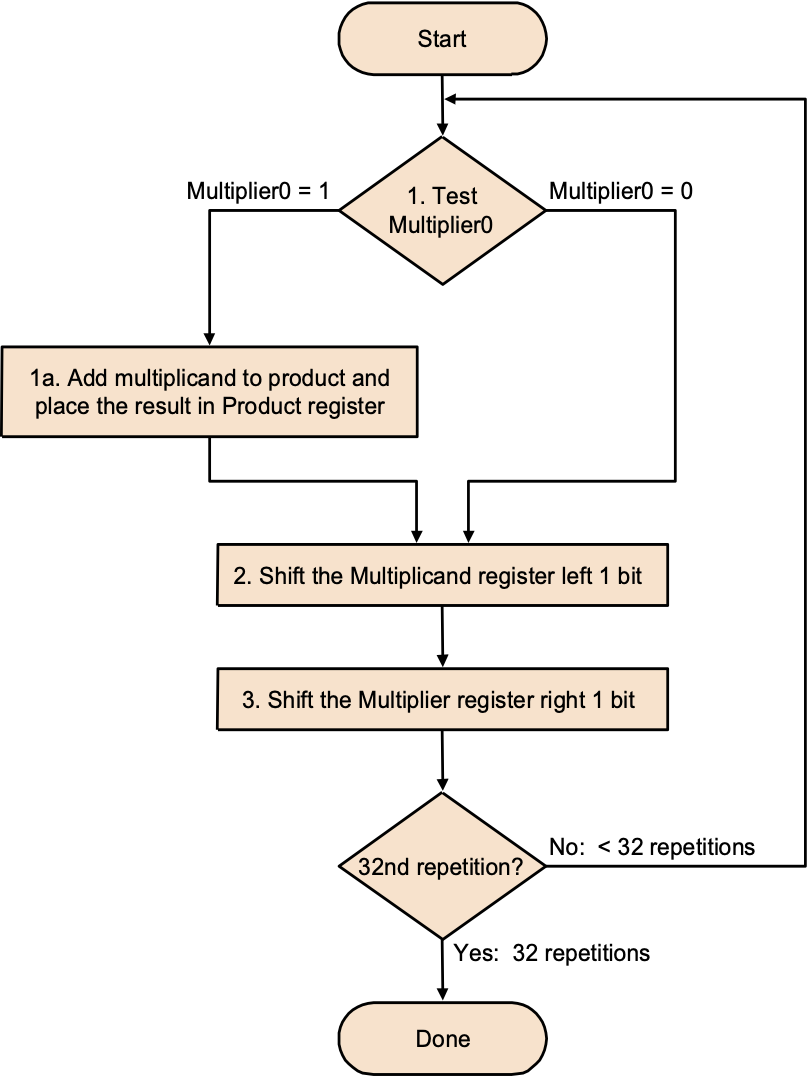 Start
Multiplier0 = 1
1. Test
Multiplier0
Multiplier0 = 0
1a. Add multiplicand to product and
place the result in Product register
2. Shift the Multiplicand register left 1 bit
3. Shift the Multiplier register right 1 bit
32nd repetition?
No:  < 32 repetitions
Yes:  32 repetitions
Done